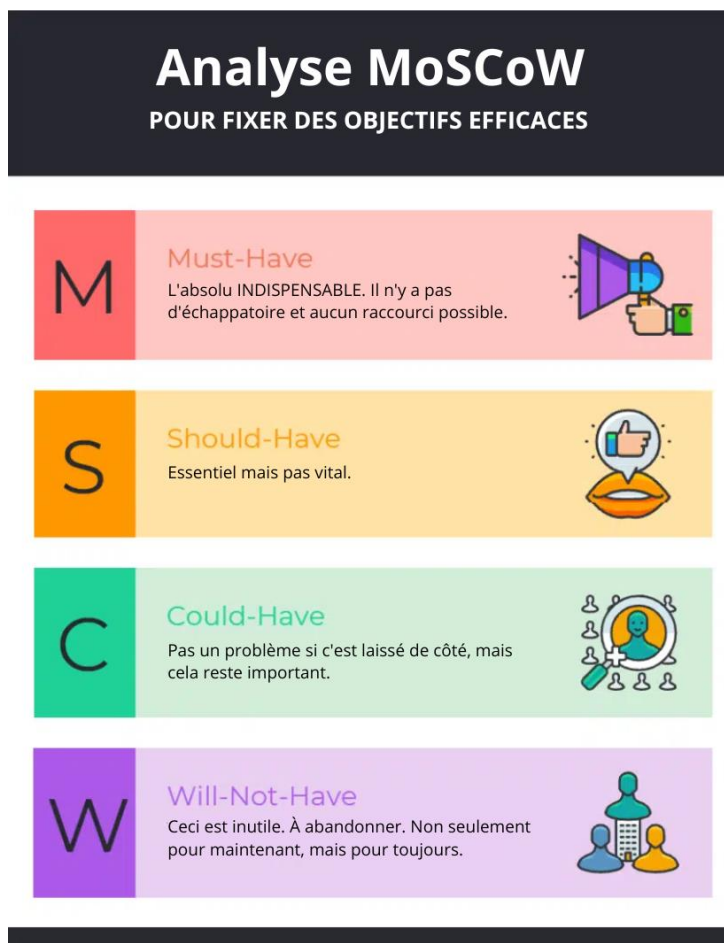 Analyse MoSCoW
POUR FIXER DES OBJECTIFS EFFICACES
M
Must-Have
L'absolu INDISPENSABLE. Il n'y a pas
d'échappatoire et aucun raccourci possible.
S
Should-Have
Essentiel mais pas vital.
C
Could-Have
Pas un problème si c'est laissé de côté, mais
cela reste important.
W
Will-Not-Have
Ceci est inutile. À abandonner. Non seulement
pour maintenant, mais pour toujours.